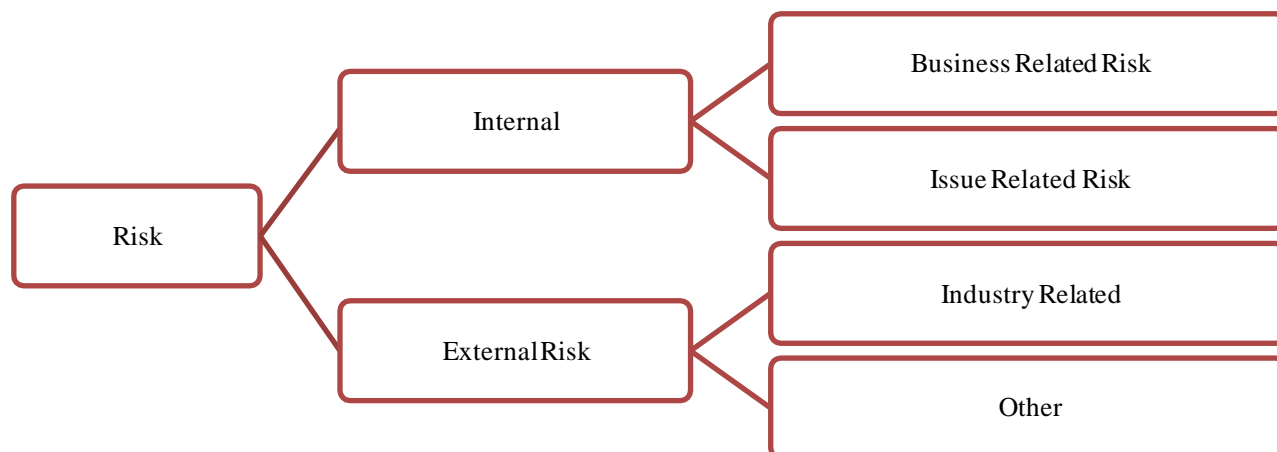 Business Related Risk
Internal
Issue Related Risk
Risk
Industry Related
External Risk
Other